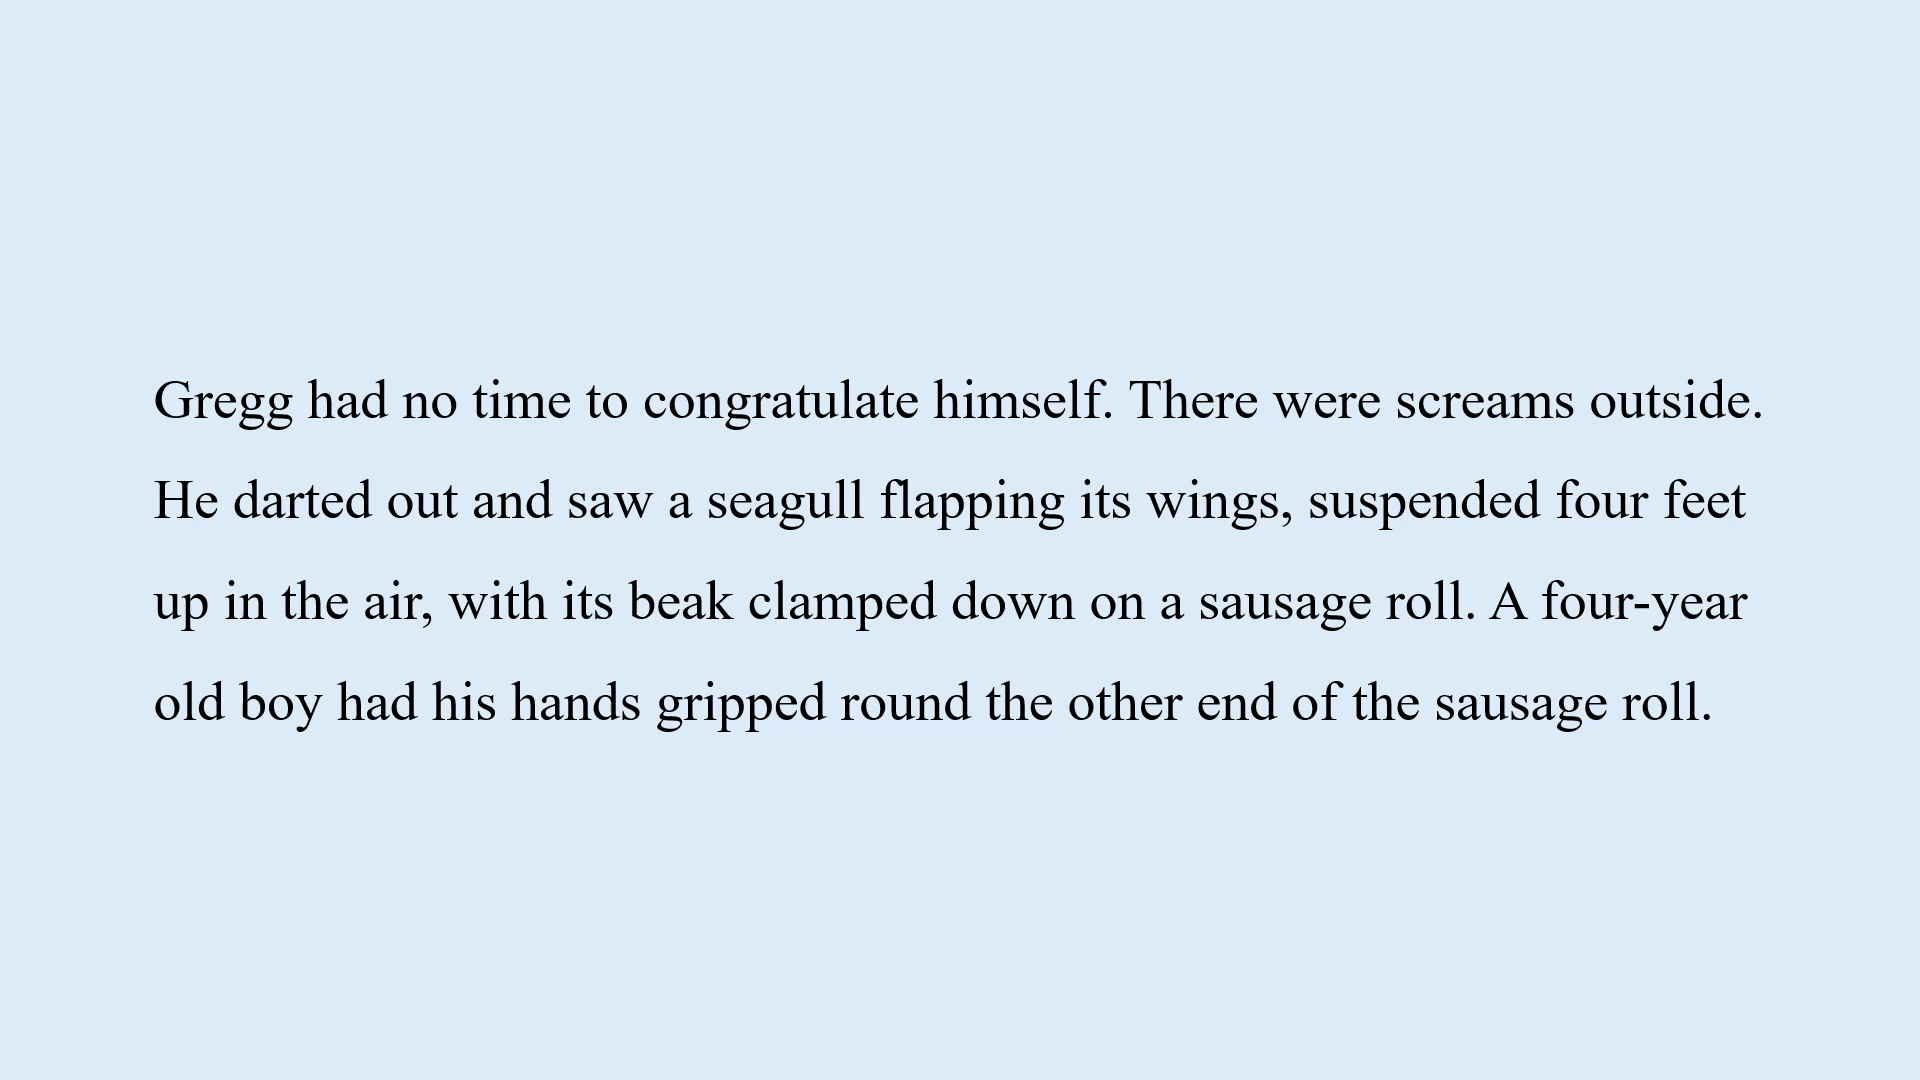 Gregg had no time to congratulate himself. There were screams outside.
He darted out and saw a seagull flapping its wings, suspended four feet
up in the air, with its beak clamped down on a sausage roll. A four-year
old boy had his hands gripped round the other end of the sausage roll.